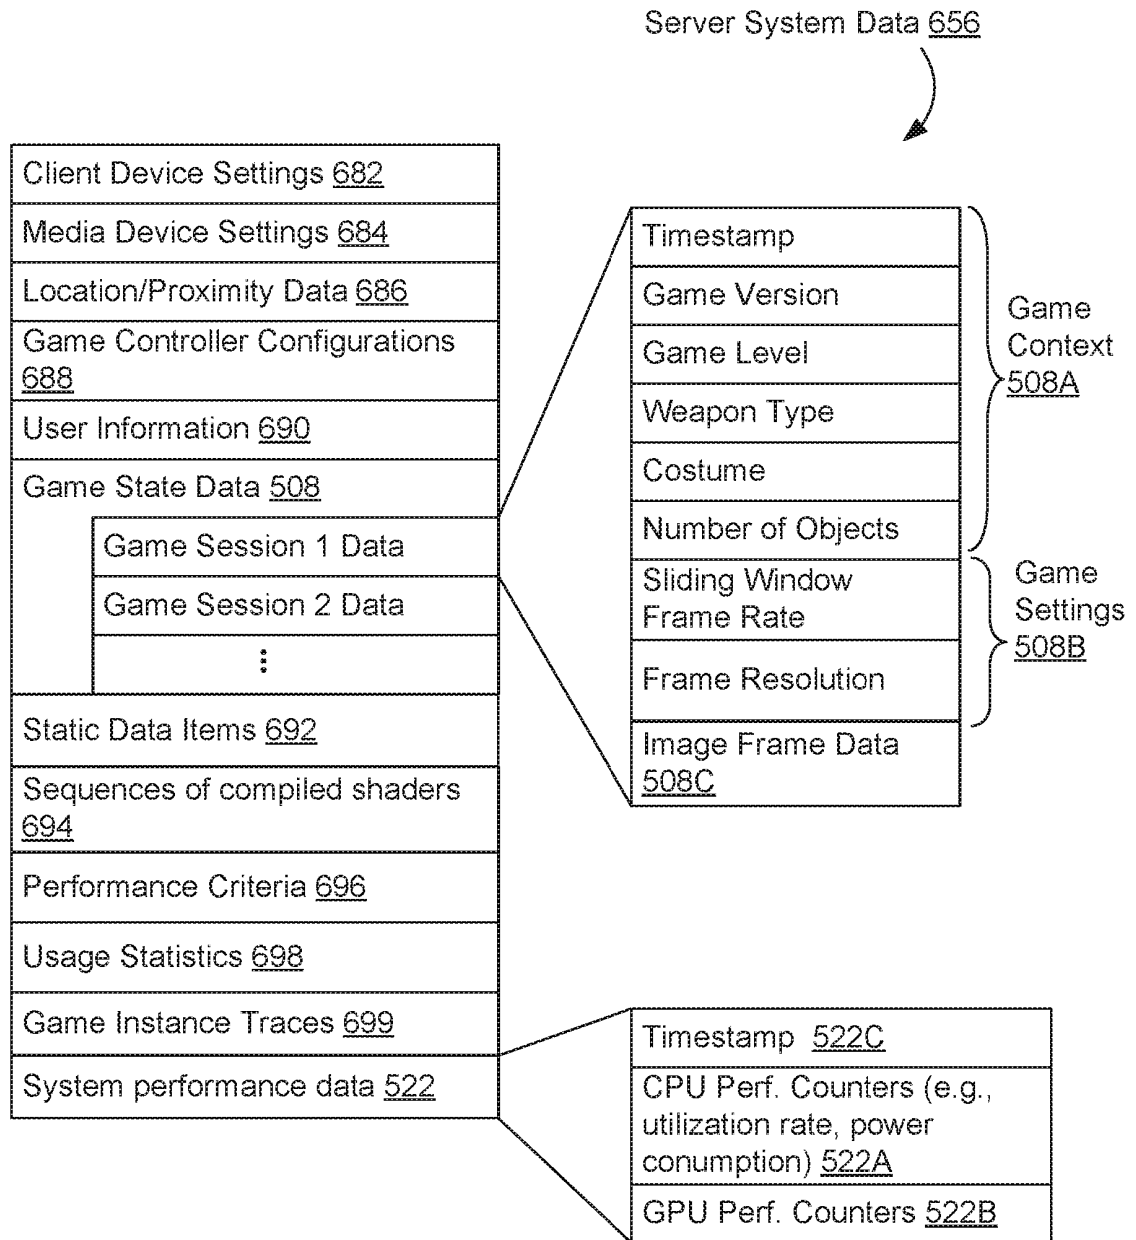 Server System Data 656
Client Device Settings 682
Media Device Settings 684
Location/Proximity Data 686
Game Controller Configurations
688
User Information 690
Game State Data 508
Game Session 1 Data
Game Session 2 Data
⋮
Static Data Items 692
Sequences of compiled shaders
694
Performance Criteria 696
Usage Statistics 698
Game Instance Traces 699
System performance data 522
Timestamp
Game Version
Game Level
Weapon Type
Costume
Number of Objects
Sliding Window
Frame Rate
Frame Resolution
Image Frame Data
508C
Game
Context
508A
Game
Settings
508B
Timestamp 522C
CPU Perf. Counters (e.g.,
utilization rate, power
conumption) 522A
GPU Perf. Counters 522B